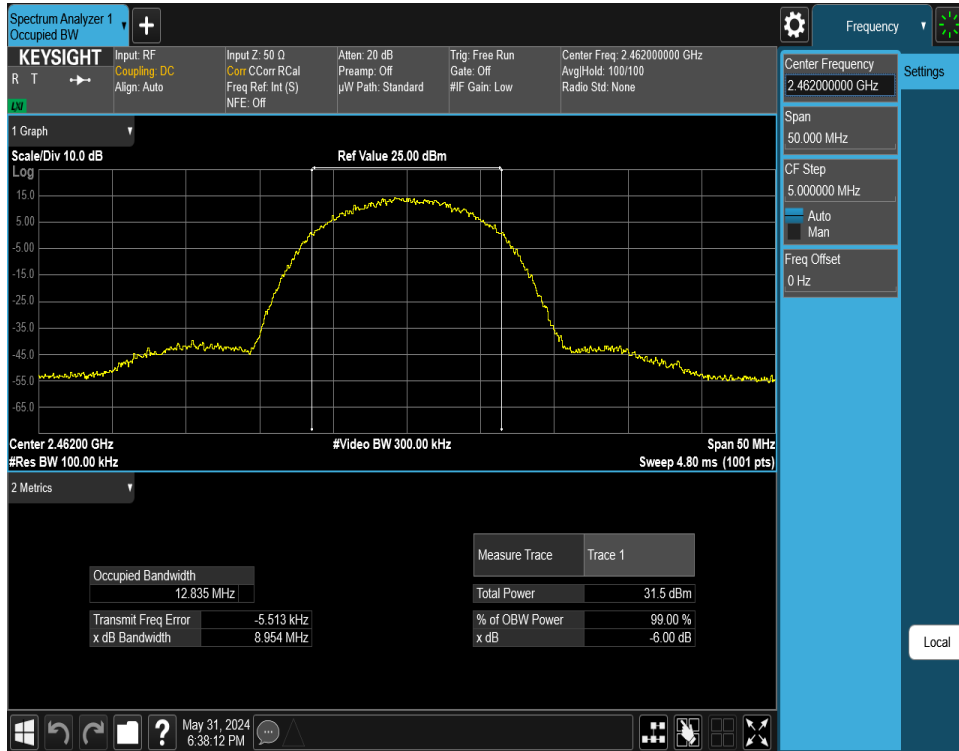 Spectrum Analyzer 1
Occupied BW
+
Frequency
KEYSIGHT
R T
LXI
Input: RF
Coupling: DC
Align: Auto
Input Z: 50 Ω
Corr CCorr RCal
Freq Ref: Int (S)
NFE: Off
Atten: 20 dB
Preamp: Off
µW Path: Standard
Trig: Free Run
Gate: Off
#IF Gain: Low
Center Freq: 2.462000000 GHz
Avg|Hold: 100/100
Radio Std: None
Center Frequency
2.462000000 GHz
Settings
Span
50.000 MHz
CF Step
5.000000 MHz
Auto
Man
Freq Offset
0 Hz
Local
1 Graph
Scale/Div 10.0 dB
Ref Value 25.00 dBm
Log
15.0
5.00
-5.00
-15.0
-25.0
-35.0
-45.0
-55.0
-65.0
Center 2.46200 GHz
#Video BW 300.00 kHz
Span 50 MHz
#Res BW 100.00 kHz
Sweep 4.80 ms (1001 pts)
2 Metrics
Measure Trace Trace 1
Occupied Bandwidth
12.835 MHz
Total Power 31.5 dBm
Transmit Freq Error -5.513 kHz
% of OBW Power 99.00 %
x dB Bandwidth 8.954 MHz
x dB -6.00 dB
?
May 31, 2024
6:38:12 PM